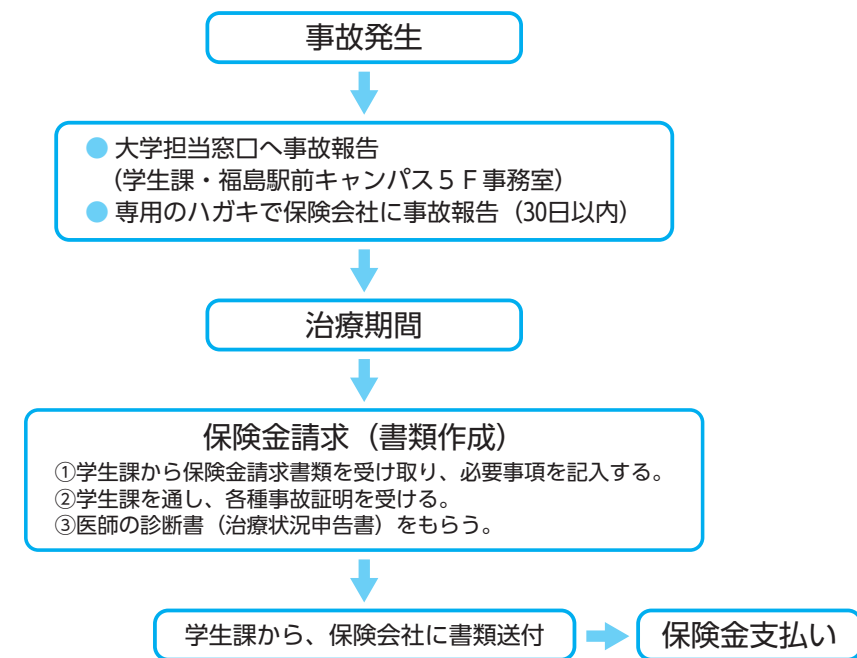 事故発生
● 大学担当窓口へ事故報告
(学生課・福島駅前キャンパス５Ｆ事務室)
● 専用のハガキで保険会社に事故報告（30日以内）
治療期間
保険金請求（書類作成）
①学生課から保険金請求書類を受け取り、必要事項を記入する。
②学生課を通し、各種事故証明を受ける。
③医師の診断書（治療状況申告書）をもらう。
学生課から、保険会社に書類送付
保険金支払い